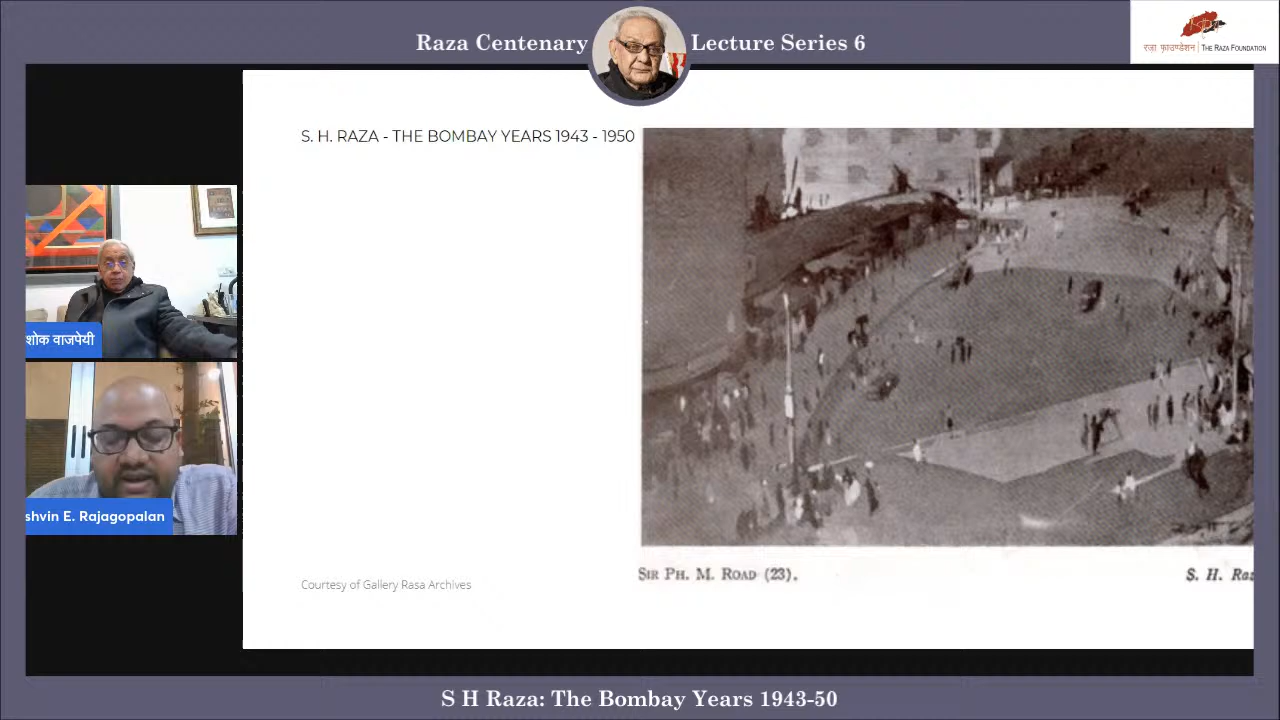 Raza Centenary Lecture Series 6
रज़ा फ़ाउण्डेशन | THE RAZA FOUNDATION
S. H. RAZA - THE BOMBAY YEARS 1943 - 1950
शोक वाजपेयी
shvin E. Rajagopalan
SIR PH. M. ROAD (23).
S. H. Raz
Courtesy of Gallery Rasa Archives
S H Raza: The Bombay Years 1943-50